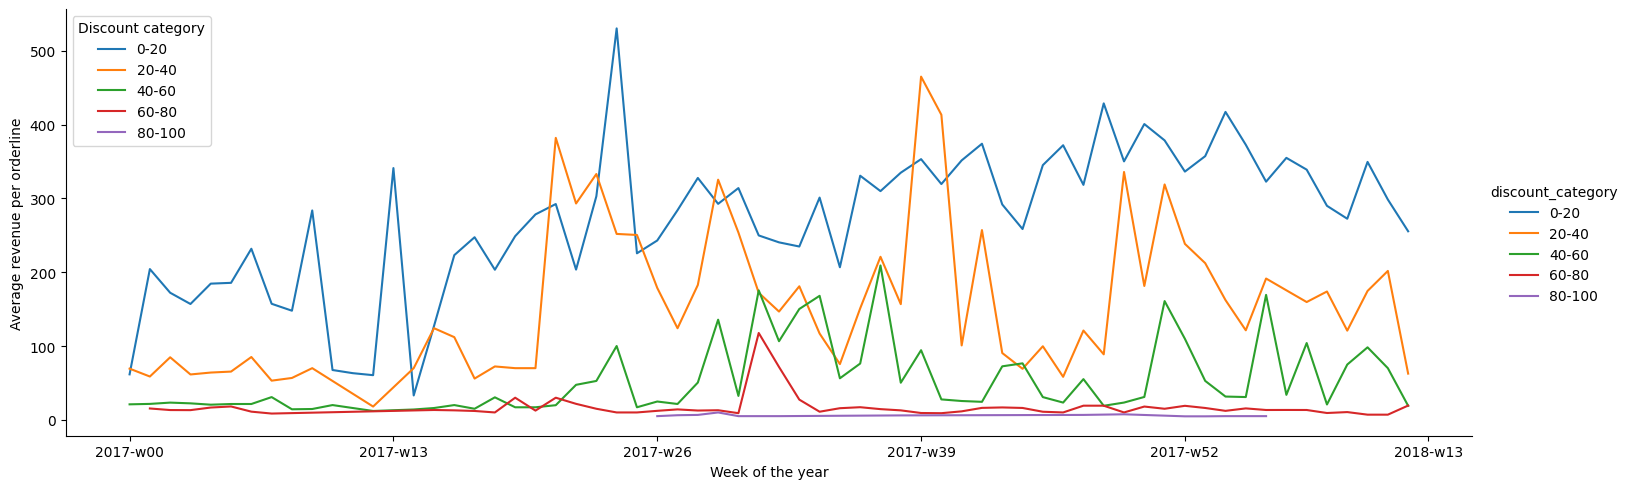 Discount category
0-20
20-40
40-60
60-80
80-100
Average revenue per orderline
500
400
300
200
100
0
2017-w00
2017-w13
2017-w26
2017-w39
2017-w52
2018-w13
Week of the year
discount_category
0-20
20-40
40-60
60-80
80-100